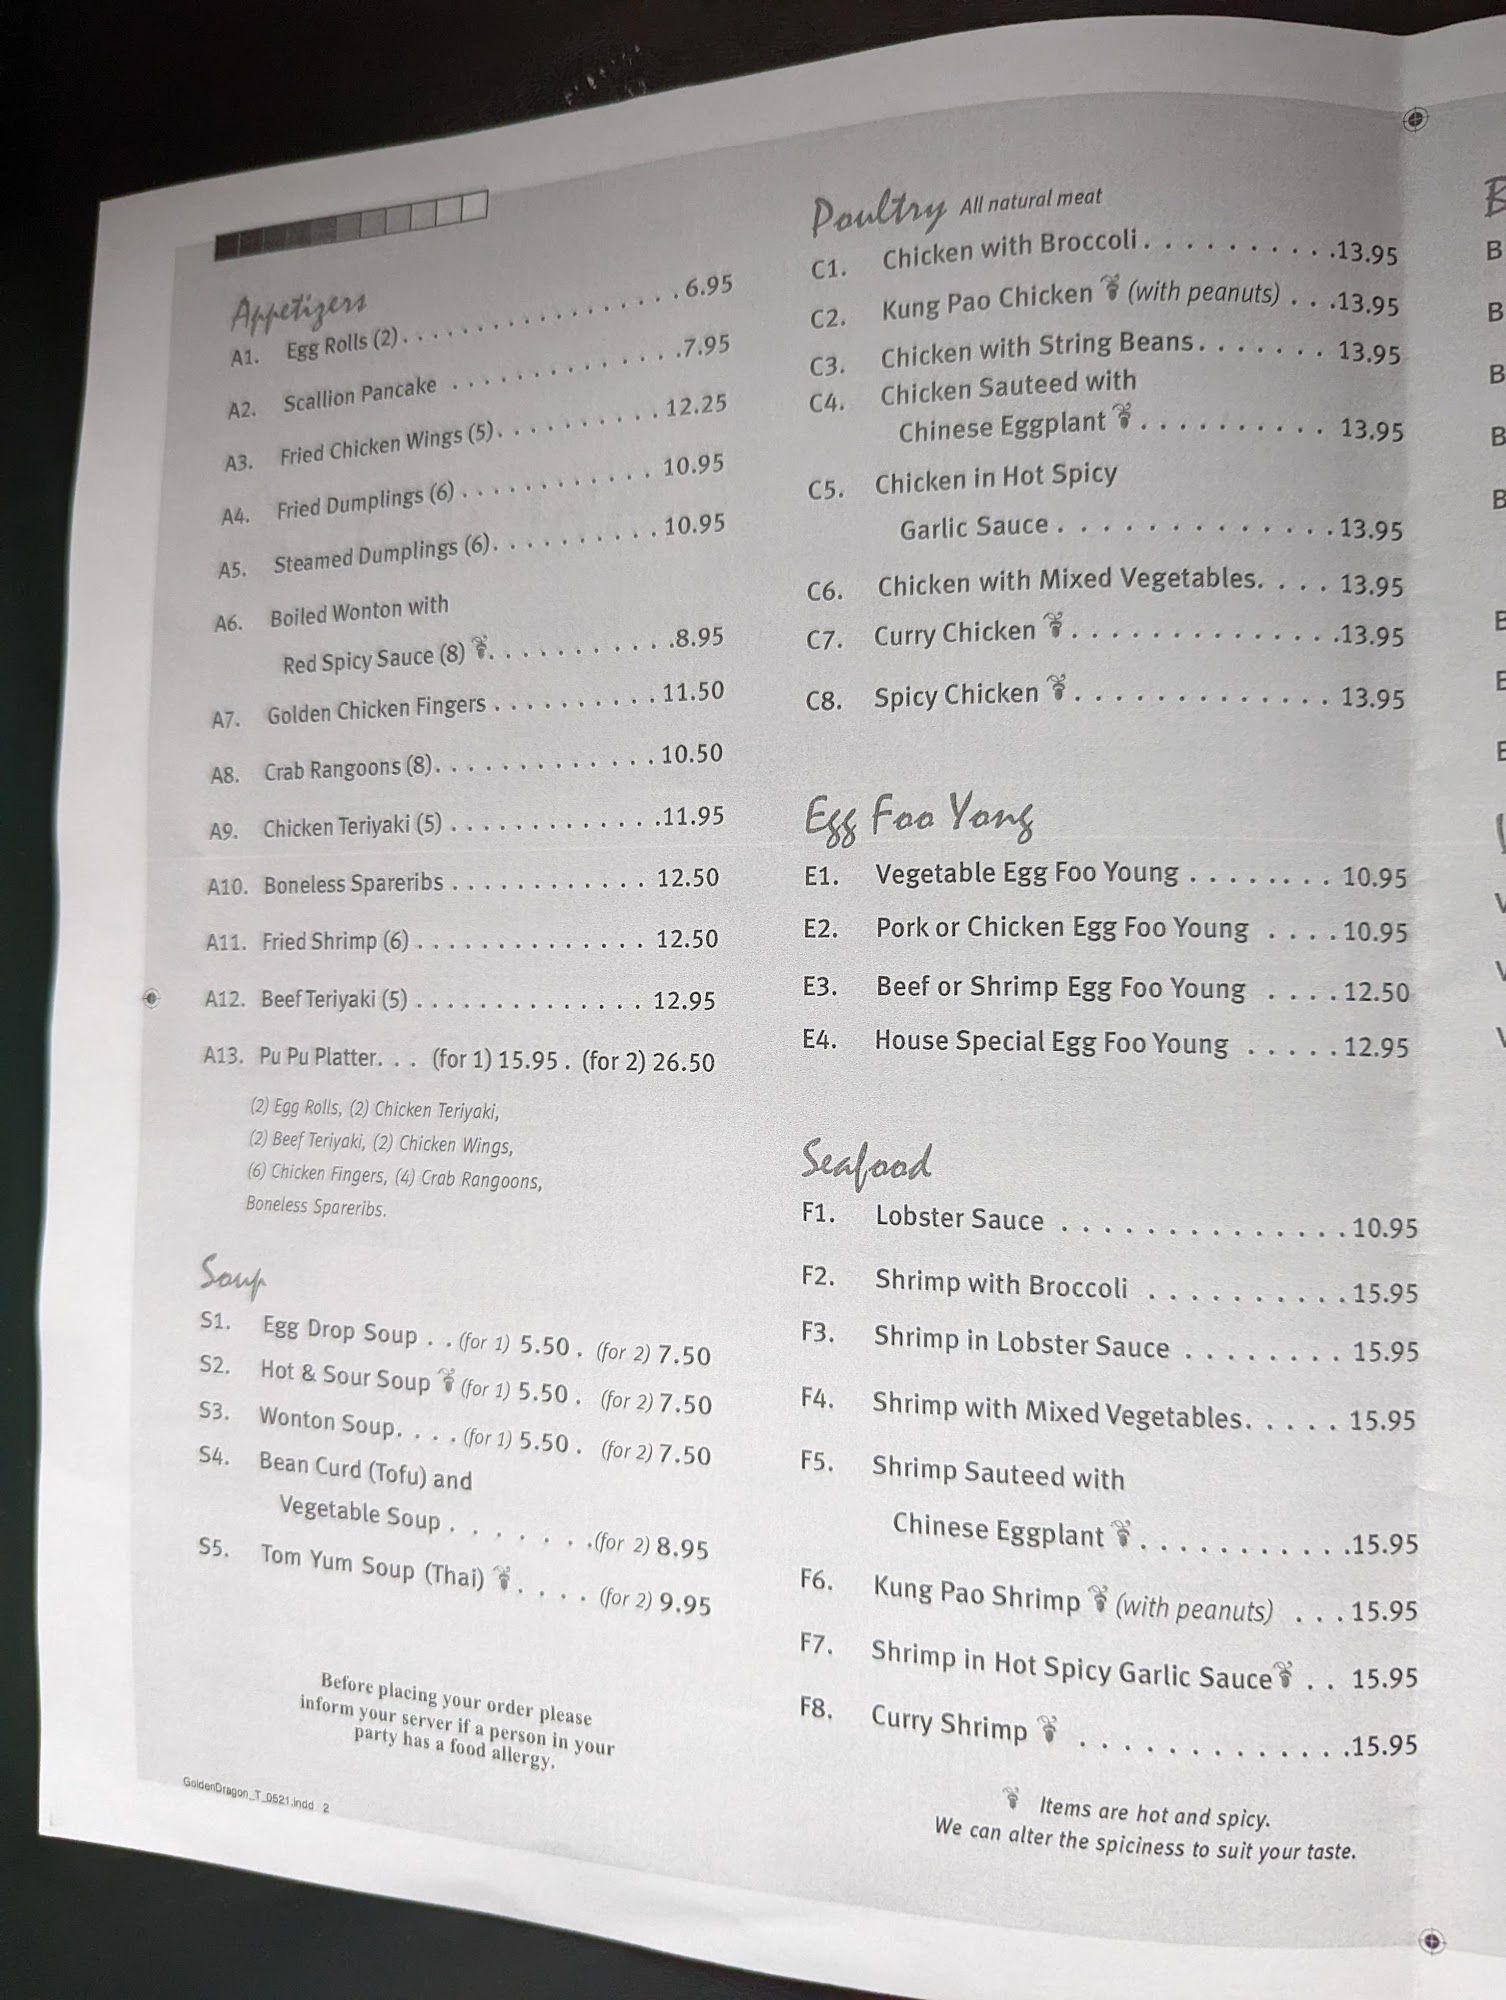 Appetizers
A1. Egg Rolls (2) . . . . . . . . . . . . . . . . . 6.95
A2. Scallion Pancake . . . . . . . . . . . . . .7.95
A3. Fried Chicken Wings (5). . . . . . . . . . 12.25
A4. Fried Dumplings (6) . . . . . . . . . . . . 10.95
A5. Steamed Dumplings (6). . . . . . . . . . 10.95
A6. Boiled Wonton with
Red Spicy Sauce (8) . . . . . . . . . . . .8.95
A7. Golden Chicken Fingers . . . . . . . . . . 11.50
A8. Crab Rangoons (8). . . . . . . . . . . . . 10.50
A9. Chicken Teriyaki (5) . . . . . . . . . . . . .11.95
A10. Boneless Spareribs . . . . . . . . . . . . 12.50
A11. Fried Shrimp (6) . . . . . . . . . . . . . . 12.50
A12. Beef Teriyaki (5) . . . . . . . . . . . . . . 12.95
A13. Pu Pu Platter. . . (for 1) 15.95 . (for 2) 26.50
(2) Egg Rolls, (2) Chicken Teriyaki,
(2) Beef Teriyaki, (2) Chicken Wings,
(6) Chicken Fingers, (4) Crab Rangoons,
Boneless Spareribs.
Soup
S1. Egg Drop Soup . . (for 1) 5.50 . (for 2) 7.50
S2. Hot & Sour Soup (for 1) 5.50 . (for 2) 7.50
S3. Wonton Soup. . . . (for 1) 5.50 . (for 2) 7.50
S4. Bean Curd (Tofu) and
Vegetable Soup . . . . . . . (for 2) 8.95
S5. Tom Yum Soup (Thai) . . . . (for 2) 9.95
Before placing your order please
inform your server if a person in your
party has a food allergy.
GoldenDragon_T_0521.indd 2
Poultry All natural meat
C1. Chicken with Broccoli . . . . . . . . . . .13.95
C2. Kung Pao Chicken (with peanuts) . . .13.95
C3. Chicken with String Beans. . . . . . . 13.95
C4. Chicken Sauteed with
Chinese Eggplant . . . . . . . . . . 13.95
C5. Chicken in Hot Spicy
Garlic Sauce . . . . . . . . . . . . .13.95
C6. Chicken with Mixed Vegetables. . . . 13.95
C7. Curry Chicken . . . . . . . . . . . . . .13.95
C8. Spicy Chicken . . . . . . . . . . . . . 13.95
Egg Foo Yong
E1. Vegetable Egg Foo Young . . . . . . . . 10.95
E2. Pork or Chicken Egg Foo Young . . . . 10.95
E3. Beef or Shrimp Egg Foo Young . . . . 12.50
E4. House Special Egg Foo Young . . . . . 12.95
Seafood
F1. Lobster Sauce . . . . . . . . . . . . . . 10.95
F2. Shrimp with Broccoli . . . . . . . . . . 15.95
F3. Shrimp in Lobster Sauce . . . . . . . . 15.95
F4. Shrimp with Mixed Vegetables. . . . . 15.95
F5. Shrimp Sauteed with
Chinese Eggplant . . . . . . . . . . .15.95
F6. Kung Pao Shrimp (with peanuts) . . . 15.95
F7. Shrimp in Hot Spicy Garlic Sauce . . 15.95
F8. Curry Shrimp . . . . . . . . . . . . . .15.95
Items are hot and spicy.
We can alter the spiciness to suit your taste.